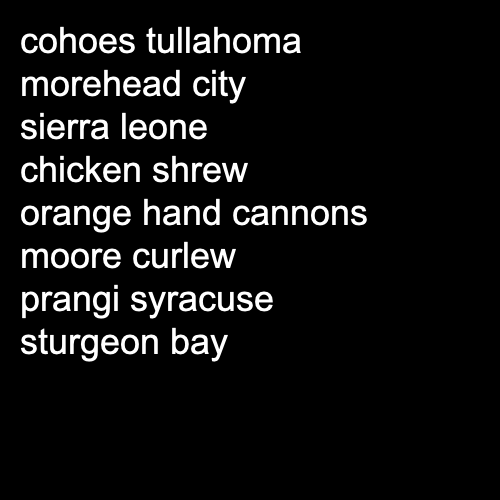 cohoes tullahoma
morehead city
sierra leone
chicken shrew
orange hand cannons
moore curlew
prangi syracuse
sturgeon bay